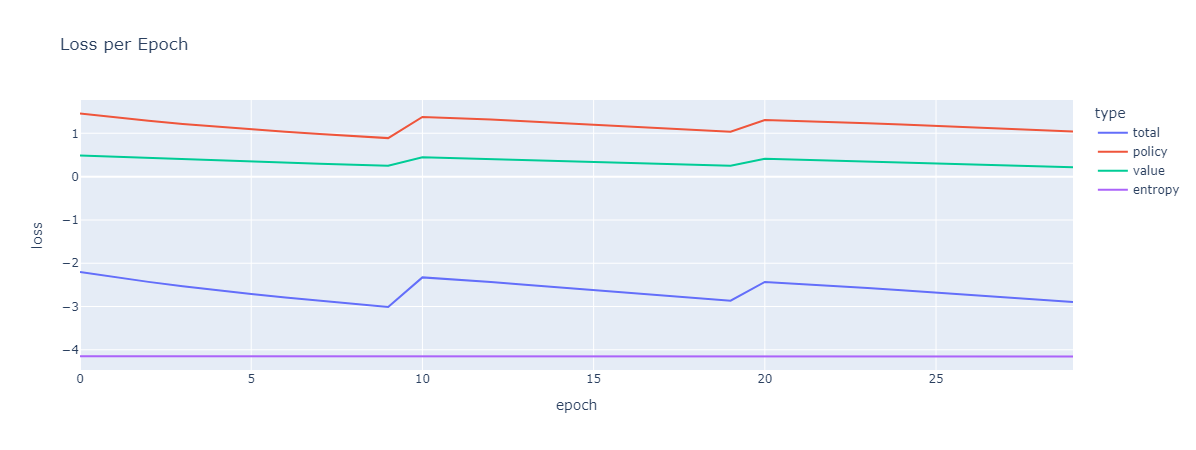 Loss per Epoch
type
total
policy
value
entropy
loss
1
0
−1
−2
−3
−4
0 5 10 15 20 25
epoch